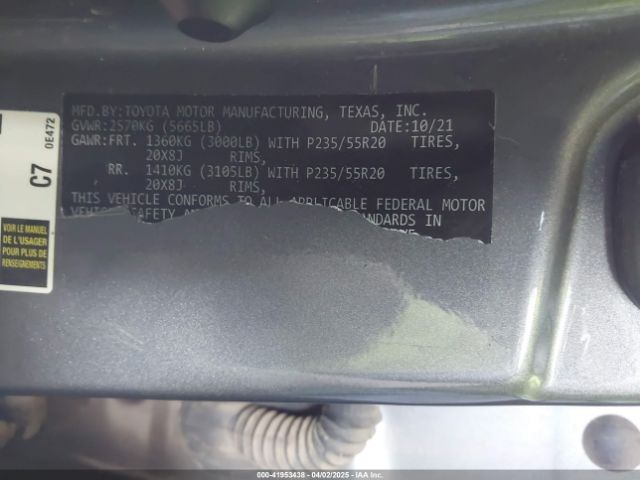 MFD.BY:TOYOTA MOTOR MANUFACTURING, TEXAS, INC.
GVWR:2570KG (5665LB) DATE:10/21
GAWR:FRT. 1360KG (3000LB) WITH P235/55R20 TIRES,
20X8J RIMS,
RR. 1410KG (3105LB) WITH P235/55R20 TIRES,
20X8J RIMS,
THIS VEHICLE CONFORMS TO ALL APPLICABLE FEDERAL MOTOR
VEHICLE SAFETY STANDARDS IN
C7
0E472
VOIR LE MANUEL
DE L'USAGER
POUR PLUS DE
RENSEIGNEMENTS
000-41953438 - 04/02/2025 - IAAI, Inc.